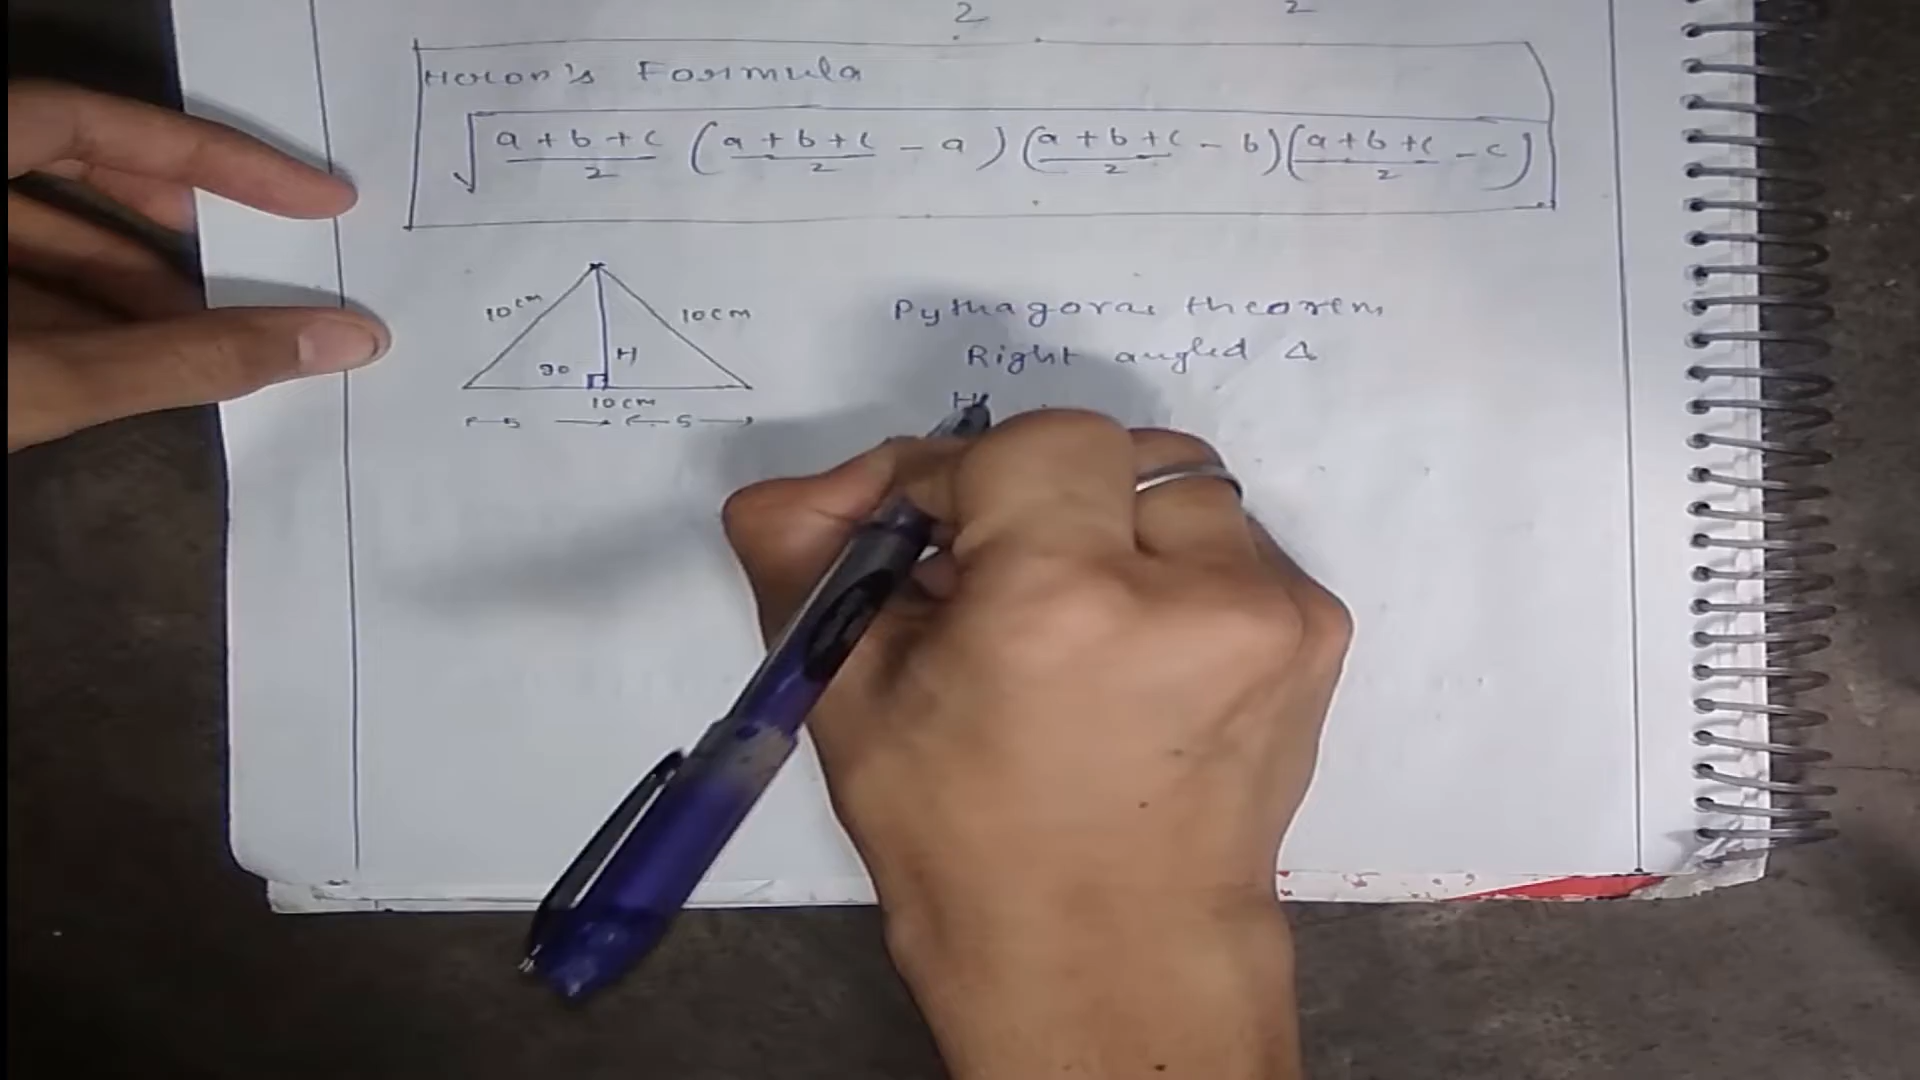 2 2
Heron's Formula
√ a+b+c/2 (a+b+c/2 - a) (a+b+c/2 - b) (a+b+c/2 - c)
10cm 10cm
90 H
10cm
5 5
Pythagoras theorem
Right angled Δ
H